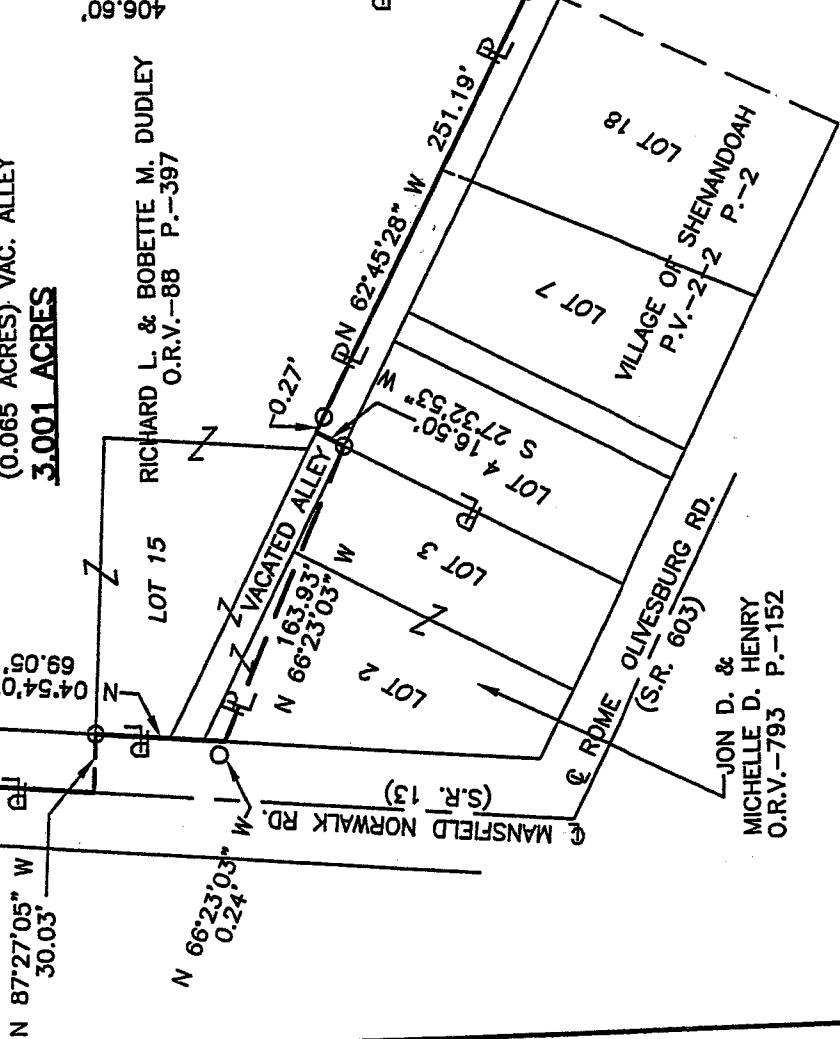 406.60'
(0.065 ACRES) VAC. ALLEY
3.001 ACRES
RICHARD L. & BOBETTE M. DUDLEY
O.R.V.-88 P.-397
LOT 15
0.27'
N 62°45'28" W 251.19'
VACATED ALLEY
163.93'
N 66°23'03" W
16.50'
S 27°32'53" W
LOT 2
LOT 3
LOT 4
LOT 7
LOT 18
VILLAGE OF SHENANDOAH
P.V.-2-2 P.-2
N 04°54'0
69.05'
N 87°27'05" W
30.03'
N 66°23'03" W
0.24'
MANSFIELD NORWALK RD.
(S.R. 13)
ROME OLIVESBURG RD.
(S.R. 603)
JON D. &
MICHELLE D. HENRY
O.R.V.-793 P.-152